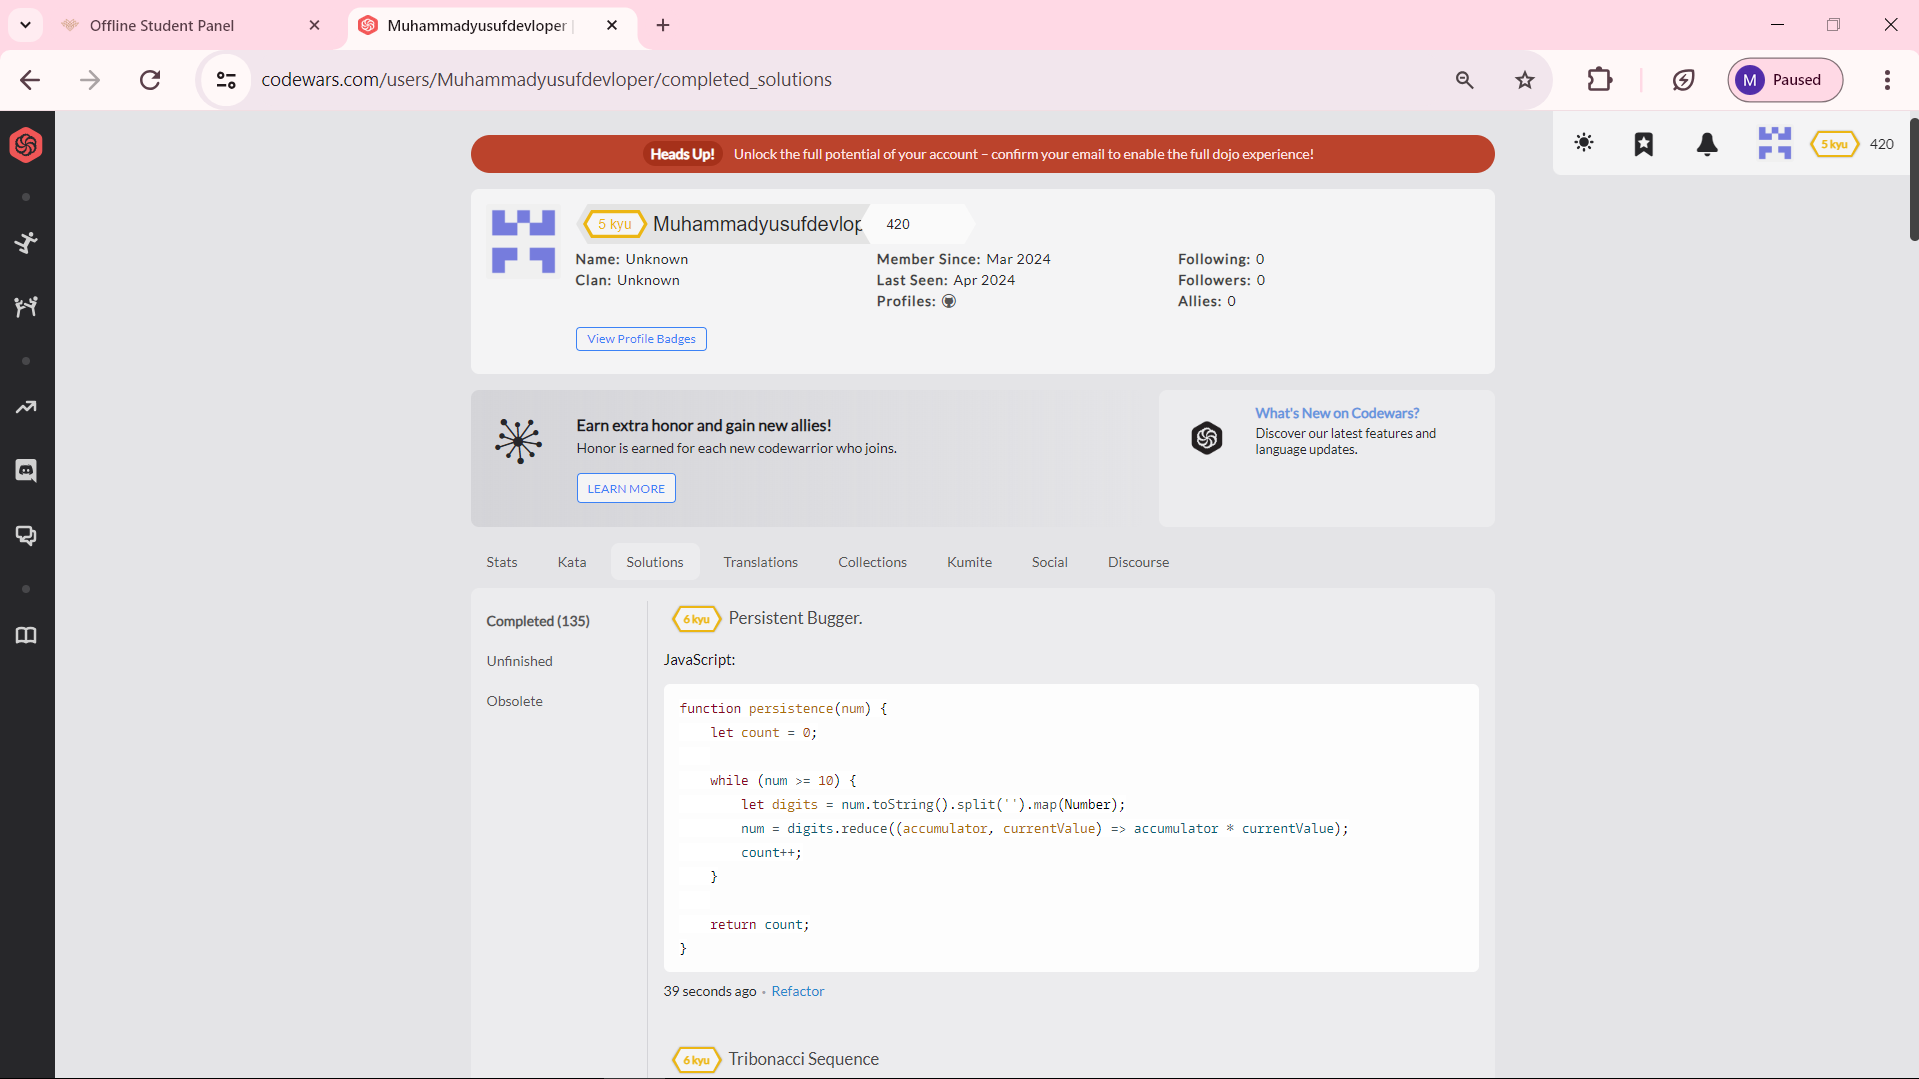 Offline Student Panel
Muhammadyusufdevloper |
codewars.com/users/Muhammadyusufdevloper/completed_solutions
M Paused
Heads Up! Unlock the full potential of your account – confirm your email to enable the full dojo experience!
5 kyu 420
5 kyu Muhammadyusufdevlop 420
Name: Unknown
Clan: Unknown
Member Since: Mar 2024
Last Seen: Apr 2024
Profiles:
Following: 0
Followers: 0
Allies: 0
View Profile Badges
Earn extra honor and gain new allies!
Honor is earned for each new codewarrior who joins.
LEARN MORE
What's New on Codewars?
Discover our latest features and
language updates.
Stats Kata Solutions Translations Collections Kumite Social Discourse
Completed (135)
Unfinished
Obsolete
6 kyu Persistent Bugger.
JavaScript:
function persistence(num) {
    let count = 0;
    while (num >= 10) {
        let digits = num.toString().split('').map(Number);
        num = digits.reduce((accumulator, currentValue) => accumulator * currentValue);
        count++;
    }
    return count;
}
39 seconds ago • Refactor
6 kyu Tribonacci Sequence